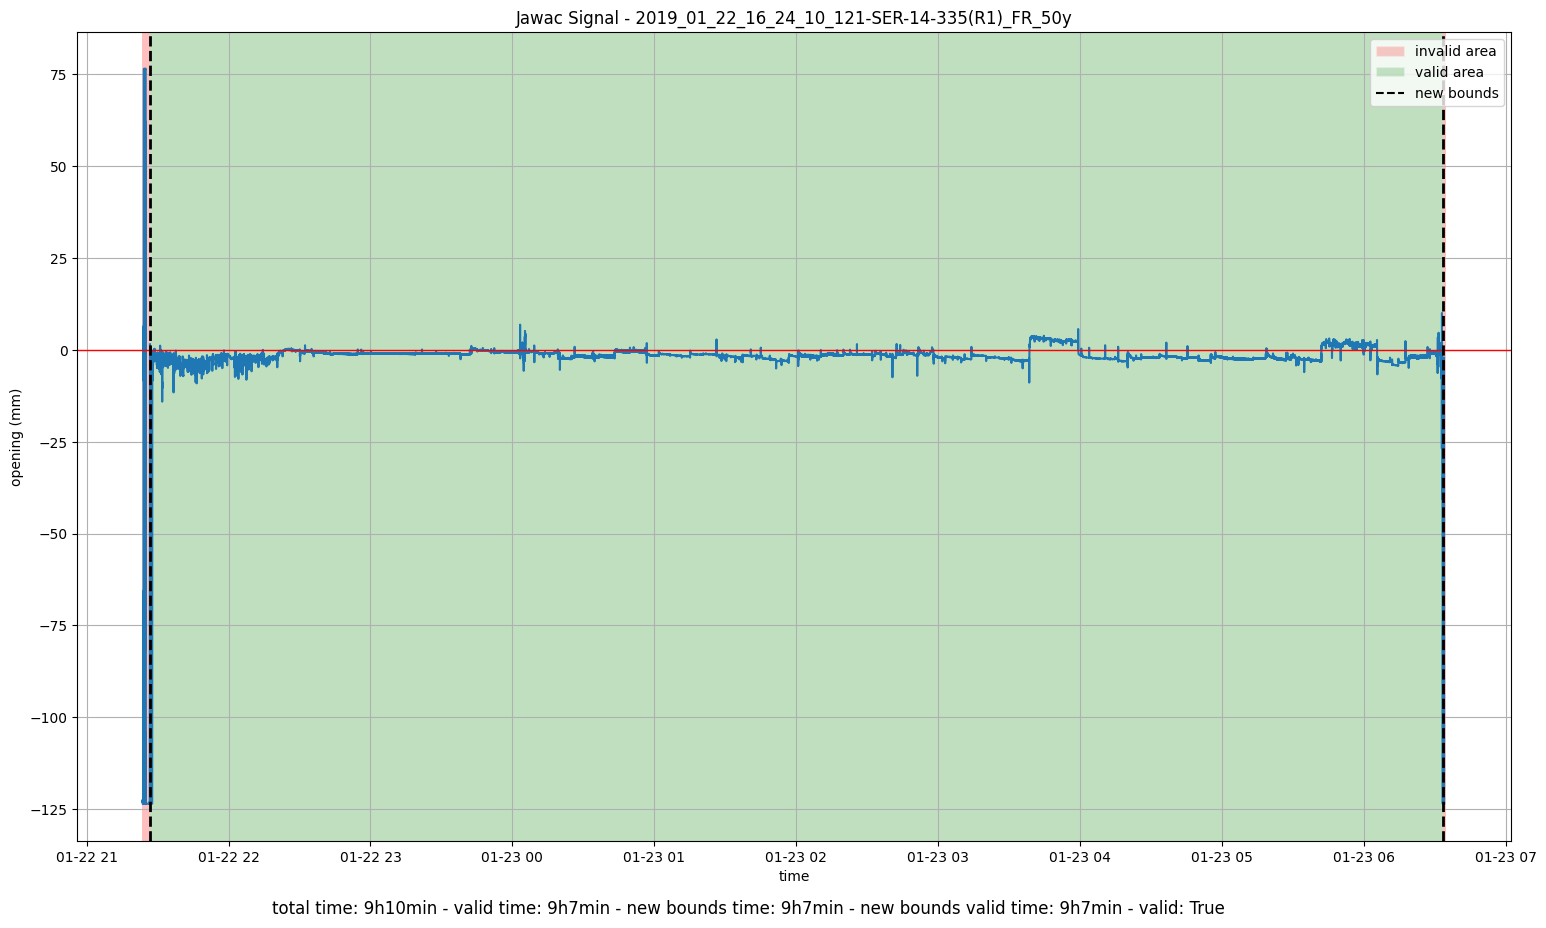 Jawac Signal - 2019_01_22_16_24_10_121-SER-14-335(R1)_FR_50y
invalid area
valid area
new bounds
75
50
25
0
−25
−50
−75
−100
−125
opening (mm)
01-22 21
01-22 22
01-22 23
01-23 00
01-23 01
01-23 02
01-23 03
01-23 04
01-23 05
01-23 06
01-23 07
time
total time: 9h10min - valid time: 9h7min - new bounds time: 9h7min - new bounds valid time: 9h7min - valid: True